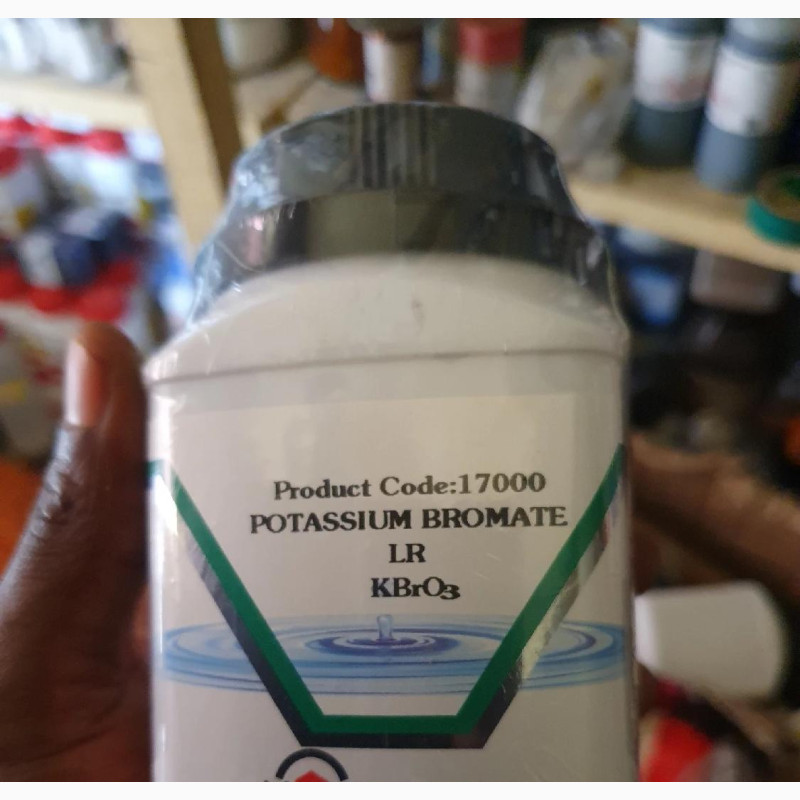 Product Code:17000
POTASSIUM BROMATE
LR
KBrO3